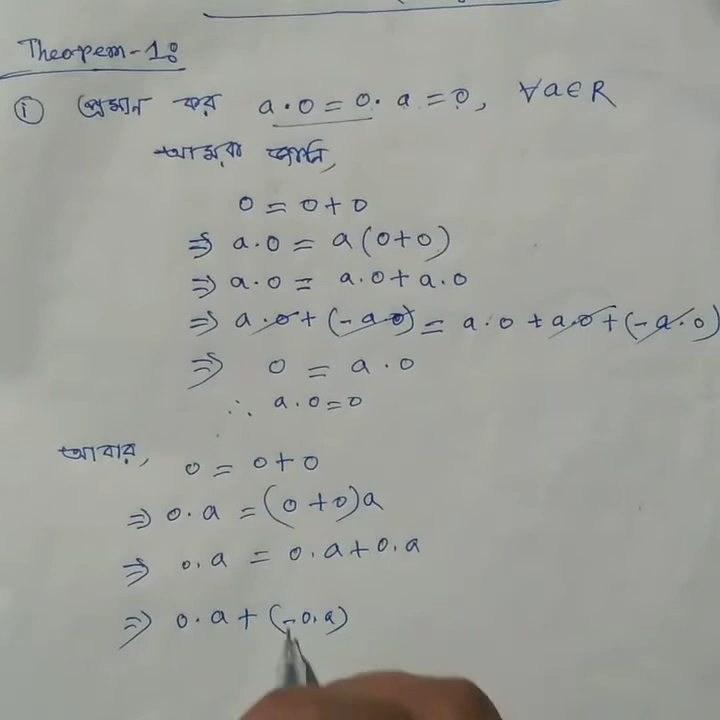 Theorem-1:
(i) প্রমান কর a·0 = 0·a = 0, ∀a∈R
আমরা জানি,
0 = 0+0
⇒ a·0 = a(0+0)
⇒ a·0 = a·0+a·0
⇒ a·0+(-a·0) = a·0+a·0+(-a·0)
⇒ 0 = a·0
∴ a·0=0
আবার, 0 = 0+0
⇒ 0·a = (0+0)a
⇒ 0·a = 0·a+0·a
⇒ 0·a+(-0·a)